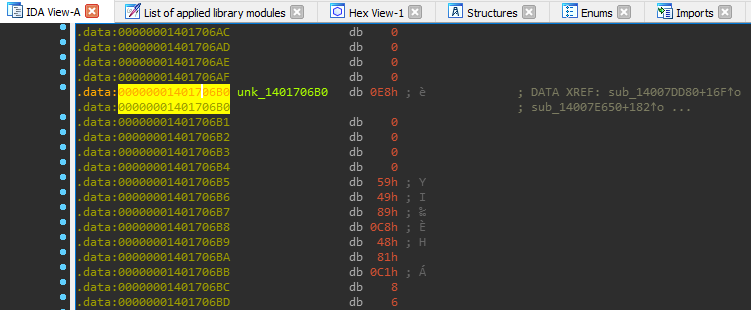 IDA View-A List of applied library modules Hex View-1 Structures Enums Imports
.data:00000001401706AC db 0
.data:00000001401706AD db 0
.data:00000001401706AE db 0
.data:00000001401706AF db 0
.data:00000001401706B0 unk_1401706B0 db 0E8h ; è ; DATA XREF: sub_14007DD80+16F↑o
.data:00000001401706B0 ; sub_14007E650+182↑o ...
.data:00000001401706B1 db 0
.data:00000001401706B2 db 0
.data:00000001401706B3 db 0
.data:00000001401706B4 db 0
.data:00000001401706B5 db 59h ; Y
.data:00000001401706B6 db 49h ; I
.data:00000001401706B7 db 89h ; ‰
.data:00000001401706B8 db 0C8h ; È
.data:00000001401706B9 db 48h ; H
.data:00000001401706BA db 81h
.data:00000001401706BB db 0C1h ; Á
.data:00000001401706BC db 8
.data:00000001401706BD db 6